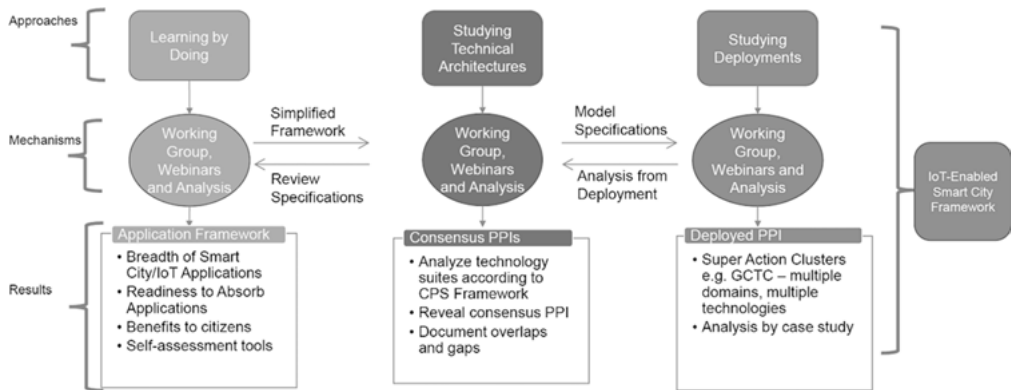 Approaches
Learning by
Doing
Studying
Technical
Architectures
Studying
Deployments
Mechanisms
Working
Group,
Webinars
and Analysis
Simplified
Framework
Review
Specifications
Working
Group,
Webinars
and Analysis
Model
Specifications
Analysis from
Deployment
Working
Group,
Webinars
and Analysis
IoT-Enabled
Smart City
Framework
Results
Application Framework
• Breadth of Smart
City/IoT Applications
• Readiness to Absorb
Applications
• Benefits to citizens
• Self-assessment tools
Consensus PPIs
• Analyze technology
suites according to
CPS Framework
• Reveal consensus PPI
• Document overlaps
and gaps
Deployed PPI
• Super Action Clusters
e.g. GCTC – multiple
domains, multiple
technologies
• Analysis by case study